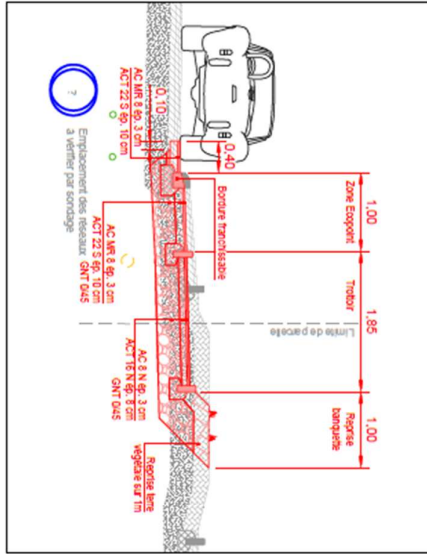 1,00
1,85
1,00
Zone Ecopoint
Trottoir
Reprise
banquette
Limite de parcelle
0,40
Bordure franchissable
0,10
AC MR 8 ép. 3 cm
ACT 22 S ép. 10 cm
AC MR 8 ép. 3 cm
ACT 22 S ép. 10 cm
GNT 0/45
AC 8 N ép. 3 cm
ACT 16 N ép. 8 cm
GNT 0/45
Reprise terre
végétale sur 1m
?
Emplacement des réseaux
à vérifier par sondage